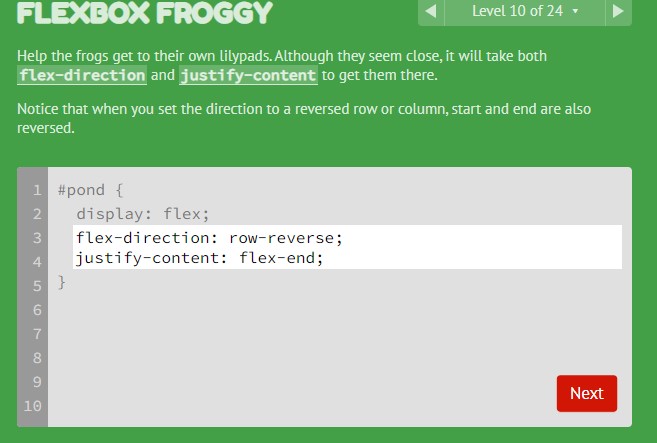 FLEXBOX FROGGY
◀ Level 10 of 24 ▾ ▶
Help the frogs get to their own lilypads. Although they seem close, it will take both
flex-direction and justify-content to get them there.
Notice that when you set the direction to a reversed row or column, start and end are also
reversed.
1 #pond {
2 display: flex;
3 flex-direction: row-reverse;
4 justify-content: flex-end;
5 }
6
7
8
9
10
Next